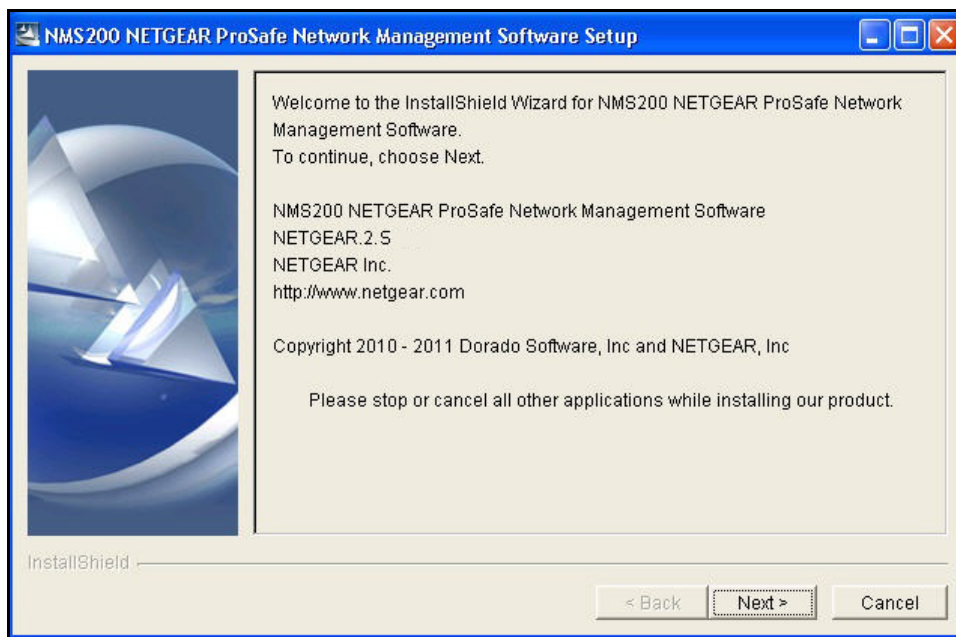 NMS200 NETGEAR ProSafe Network Management Software Setup
Welcome to the InstallShield Wizard for NMS200 NETGEAR ProSafe Network
Management Software.
To continue, choose Next.
NMS200 NETGEAR ProSafe Network Management Software
NETGEAR.2.S
NETGEAR Inc.
http://www.netgear.com
Copyright 2010 - 2011 Dorado Software, Inc and NETGEAR, Inc
Please stop or cancel all other applications while installing our product.
InstallShield
< Back
Next >
Cancel